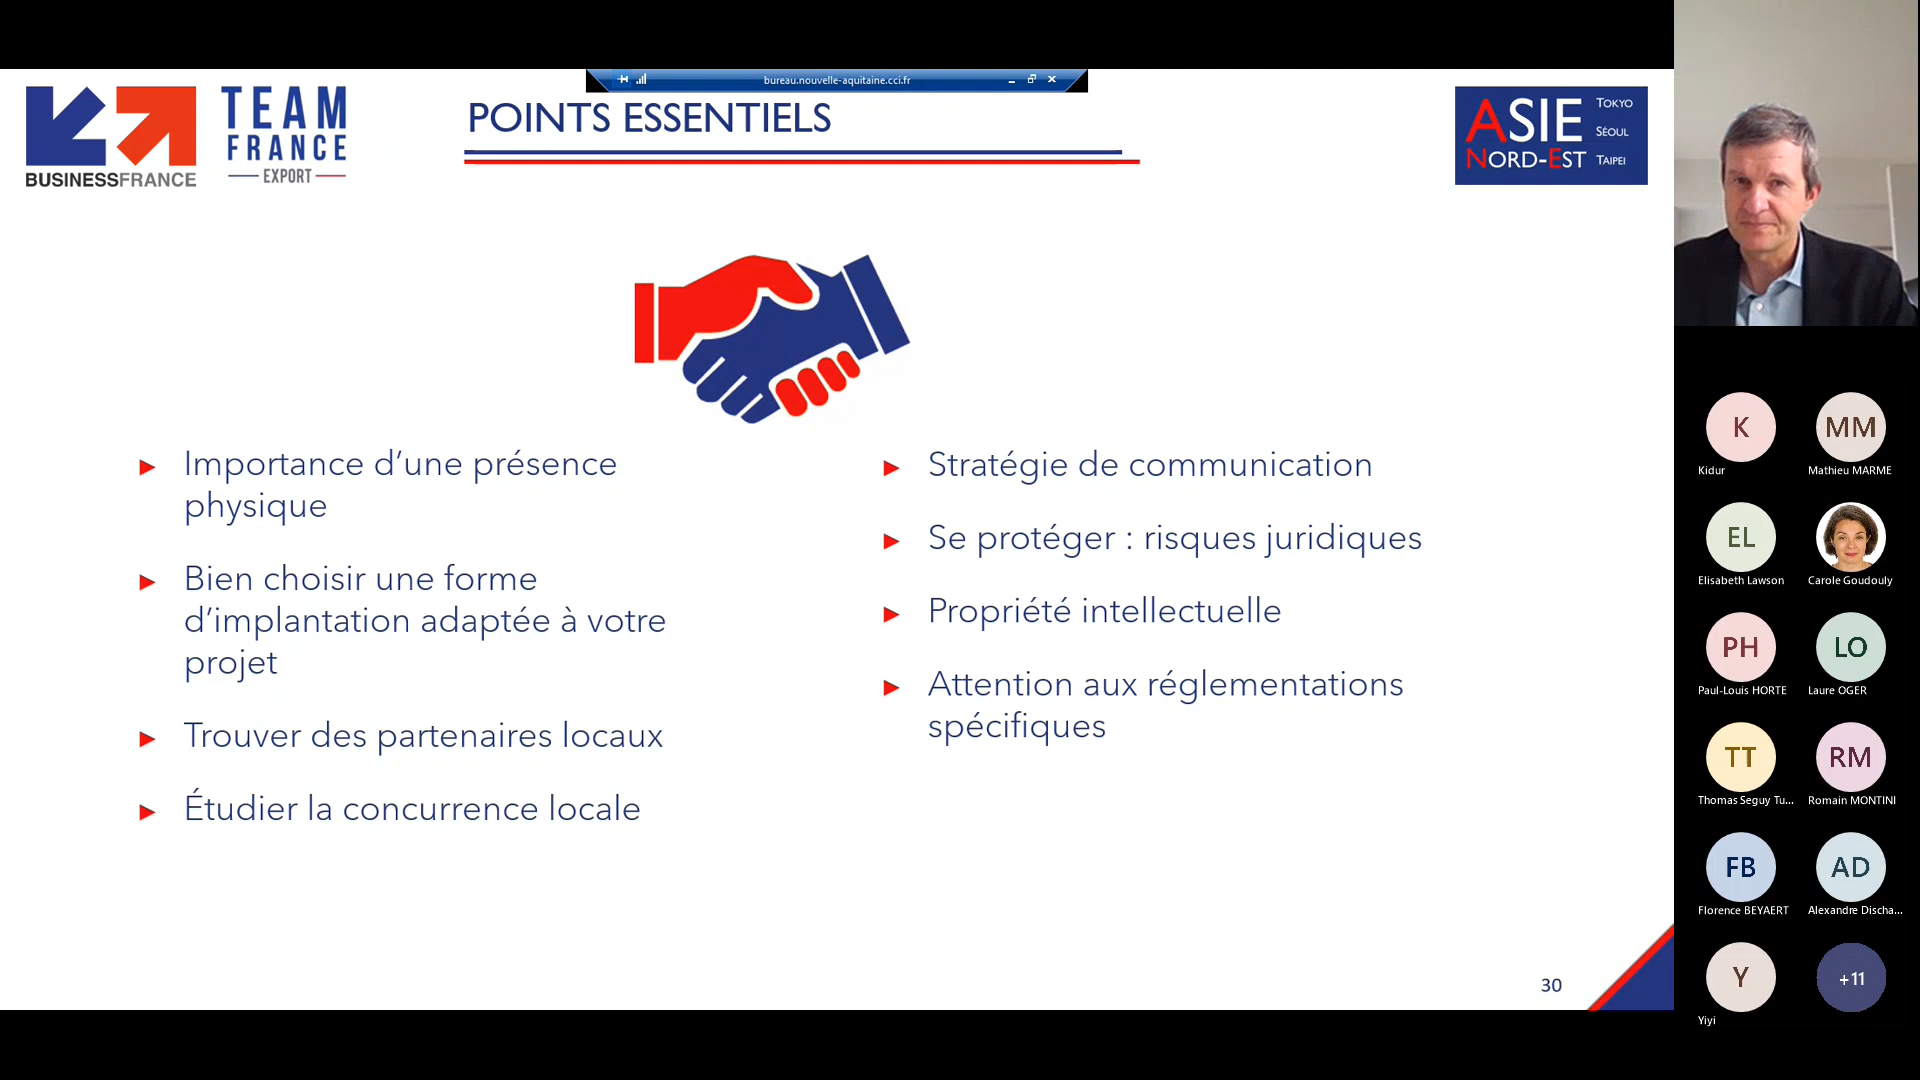 bureau.nouvelle-aquitaine.cci.fr
BUSINESSFRANCE
TEAM
FRANCE
EXPORT
POINTS ESSENTIELS
ASIE
NORD-EST
TOKYO
SÉOUL
TAIPEI
Importance d’une présence
physique
Bien choisir une forme
d’implantation adaptée à votre
projet
Trouver des partenaires locaux
Étudier la concurrence locale
Stratégie de communication
Se protéger : risques juridiques
Propriété intellectuelle
Attention aux réglementations
spécifiques
30
K
Kidur
MM
Mathieu MARME
EL
Elisabeth Lawson
Carole Goudouly
PH
Paul-Louis HORTE
LO
Laure OGER
TT
Thomas Seguy Tu...
RM
Romain MONTINI
FB
Florence BEYAERT
AD
Alexandre Discha...
Y
Yiyi
+11